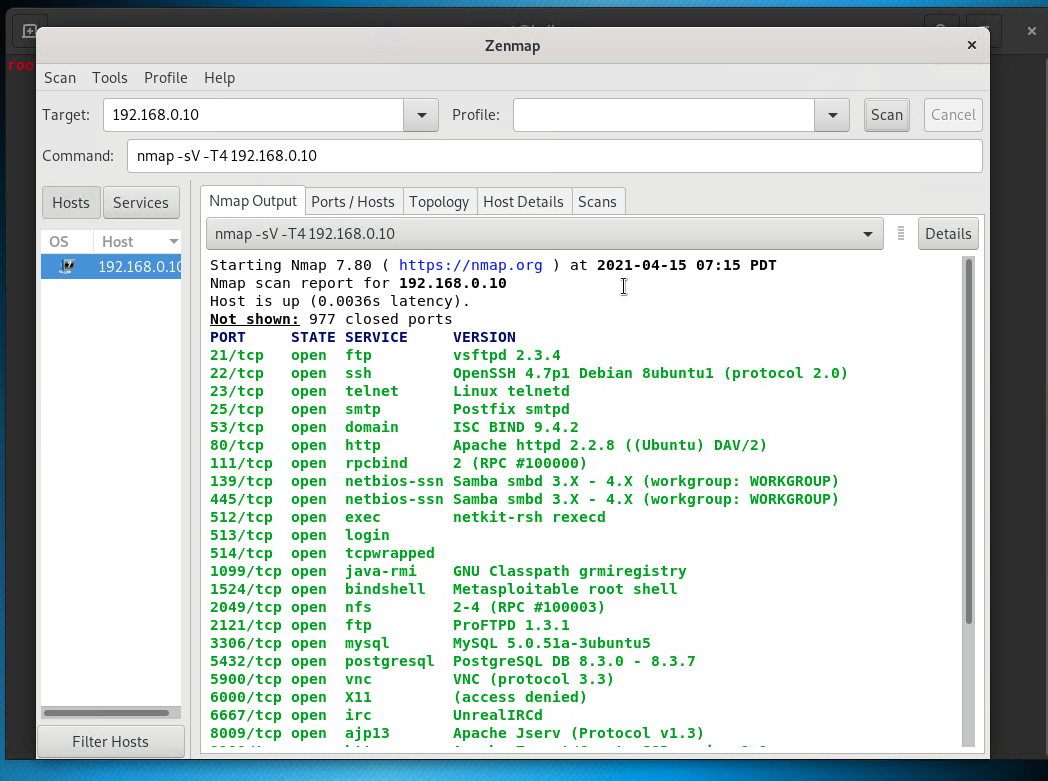 roo
Zenmap
Scan Tools Profile Help
Target: 192.168.0.10 Profile: Scan Cancel
Command: nmap -sV -T4 192.168.0.10
Hosts Services
Nmap Output Ports / Hosts Topology Host Details Scans
OS Host
192.168.0.10
nmap -sV -T4 192.168.0.10 Details
Starting Nmap 7.80 ( https://nmap.org ) at 2021-04-15 07:15 PDT
Nmap scan report for 192.168.0.10
Host is up (0.0036s latency).
Not shown: 977 closed ports
PORT STATE SERVICE VERSION
21/tcp open ftp vsftpd 2.3.4
22/tcp open ssh OpenSSH 4.7p1 Debian 8ubuntu1 (protocol 2.0)
23/tcp open telnet Linux telnetd
25/tcp open smtp Postfix smtpd
53/tcp open domain ISC BIND 9.4.2
80/tcp open http Apache httpd 2.2.8 ((Ubuntu) DAV/2)
111/tcp open rpcbind 2 (RPC #100000)
139/tcp open netbios-ssn Samba smbd 3.X - 4.X (workgroup: WORKGROUP)
445/tcp open netbios-ssn Samba smbd 3.X - 4.X (workgroup: WORKGROUP)
512/tcp open exec netkit-rsh rexecd
513/tcp open login
514/tcp open tcpwrapped
1099/tcp open java-rmi GNU Classpath grmiregistry
1524/tcp open bindshell Metasploitable root shell
2049/tcp open nfs 2-4 (RPC #100003)
2121/tcp open ftp ProFTPD 1.3.1
3306/tcp open mysql MySQL 5.0.51a-3ubuntu5
5432/tcp open postgresql PostgreSQL DB 8.3.0 - 8.3.7
5900/tcp open vnc VNC (protocol 3.3)
6000/tcp open X11 (access denied)
6667/tcp open irc UnrealIRCd
8009/tcp open ajp13 Apache Jserv (Protocol v1.3)
Filter Hosts